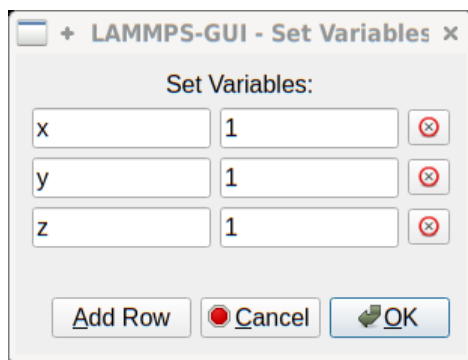 LAMMPS-GUI - Set Variables
Set Variables:
x 1
y 1
z 1
Add Row Cancel OK